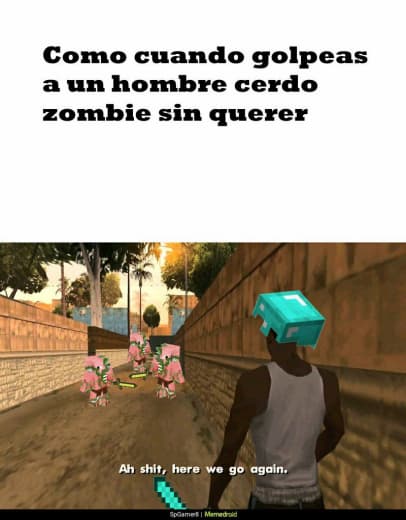 Como cuando golpeas
a un hombre cerdo
zombie sin querer
Ah shit, here we go again.
SpGamer8 | Memedroid